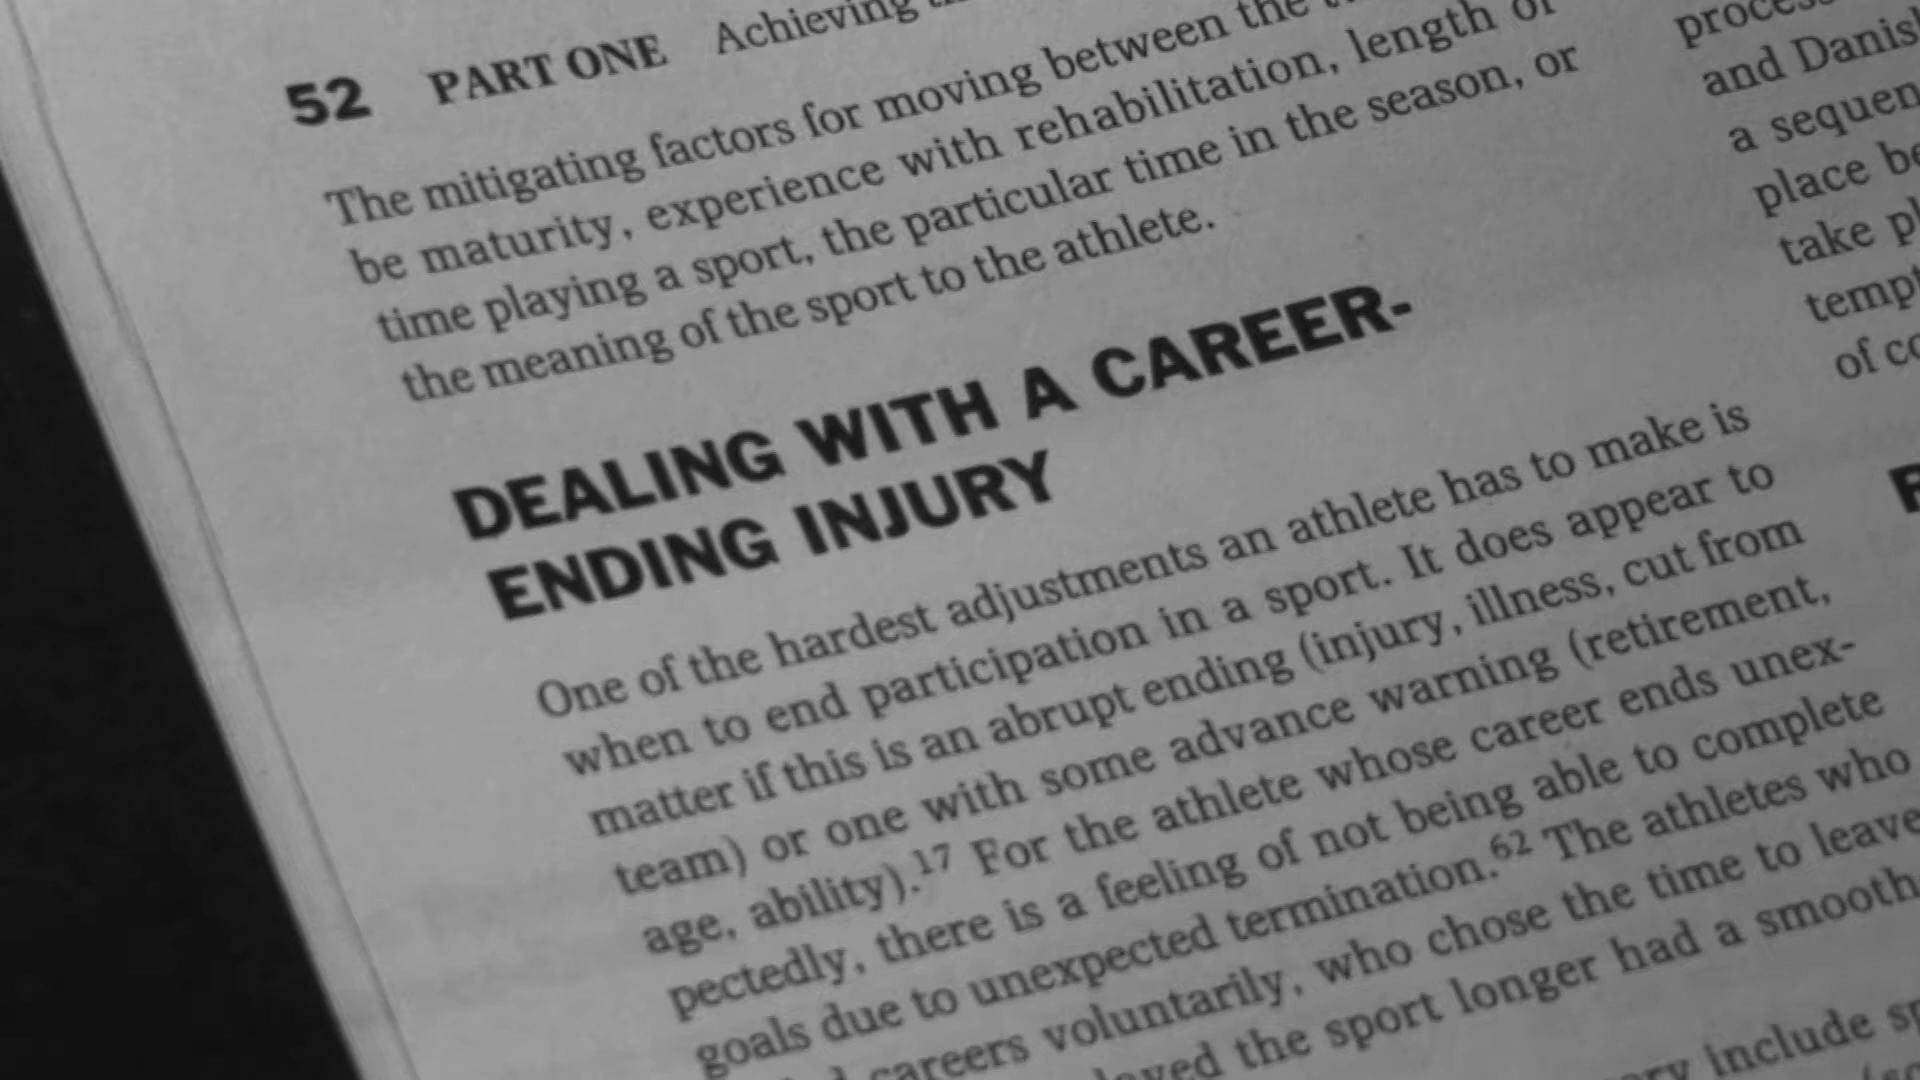 52 PART ONE Achieving
The mitigating factors for moving between the
be maturity, experience with rehabilitation, length of
time playing a sport, the particular time in the season, or
the meaning of the sport to the athlete.
DEALING WITH A CAREER-
ENDING INJURY
One of the hardest adjustments an athlete has to make is
when to end participation in a sport. It does appear to
matter if this is an abrupt ending (injury, illness, cut from
team) or one with some advance warning (retirement,
age, ability).17 For the athlete whose career ends unex-
pectedly, there is a feeling of not being able to complete
goals due to unexpected termination.62 The athletes who
careers voluntarily, who chose the time to leave
the sport longer had a smooth
include
and Danish
a sequen
place be
take pl
tempt
of co